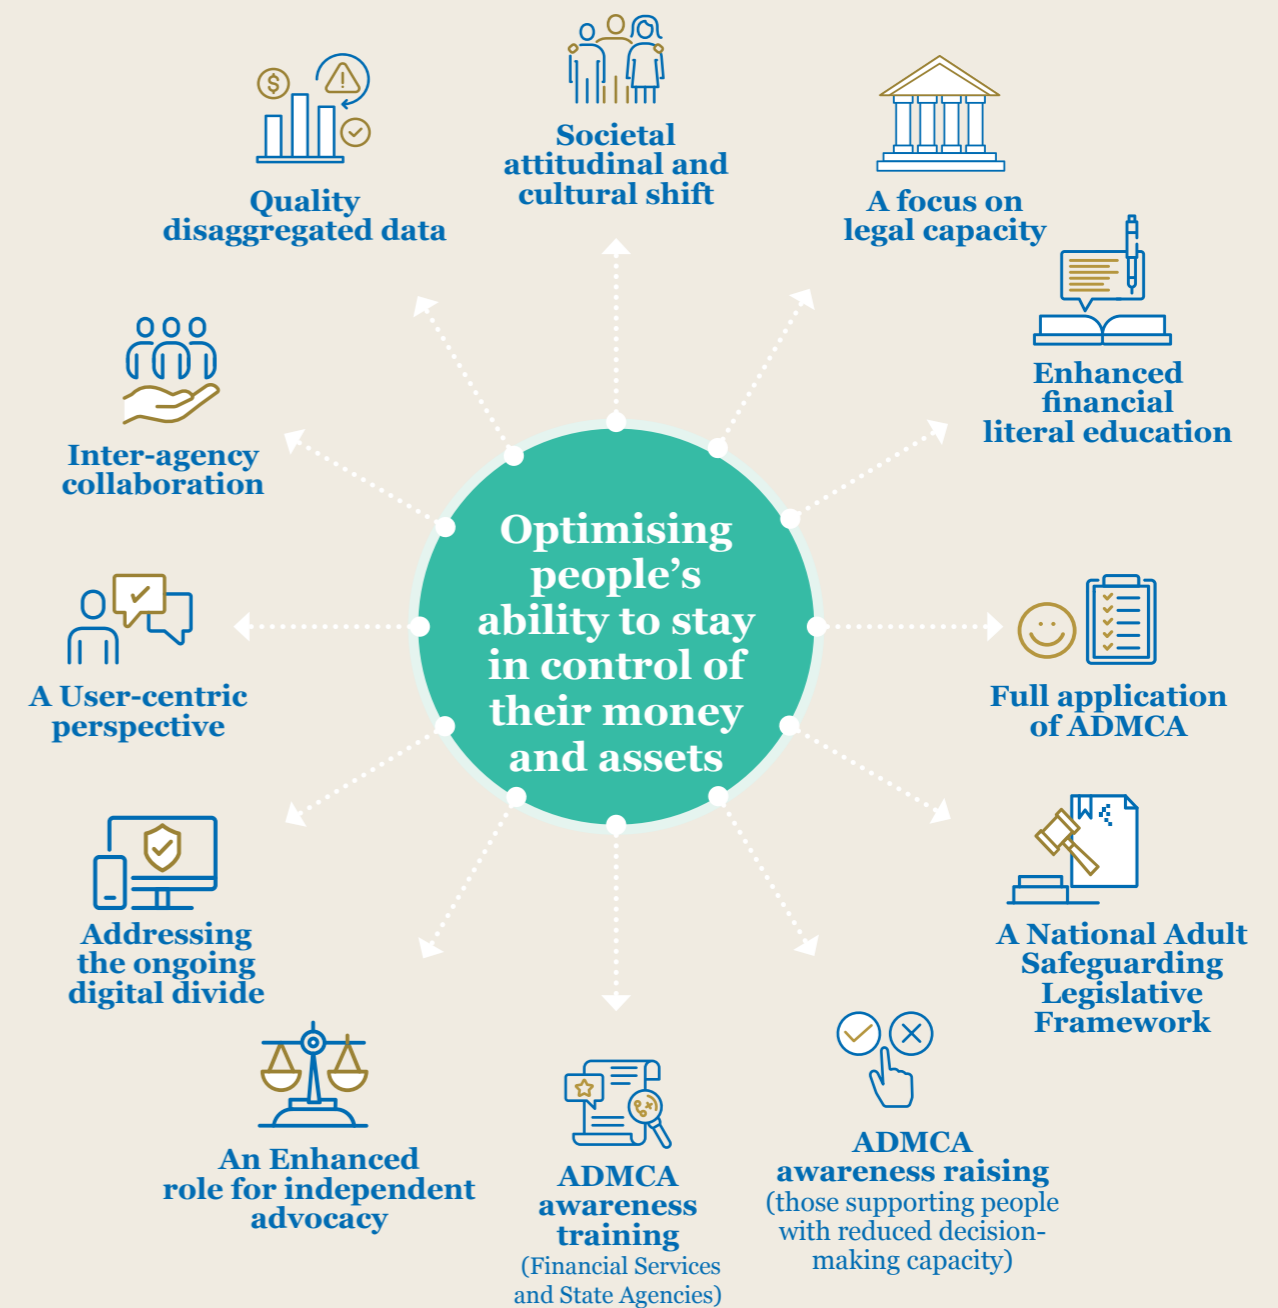 Societal
attitudinal and
cultural shift
A focus on
legal capacity
Enhanced
financial
literal education
Full application
of ADMCA
A National Adult
Safeguarding
Legislative
Framework
ADMCA
awareness raising
(those supporting people
with reduced decision-
making capacity)
ADMCA
awareness
training
(Financial Services
and State Agencies)
An Enhanced
role for independent
advocacy
Addressing
the ongoing
digital divide
A User-centric
perspective
Inter-agency
collaboration
Quality
disaggregated data
Optimising
people’s
ability to stay
in control of
their money
and assets